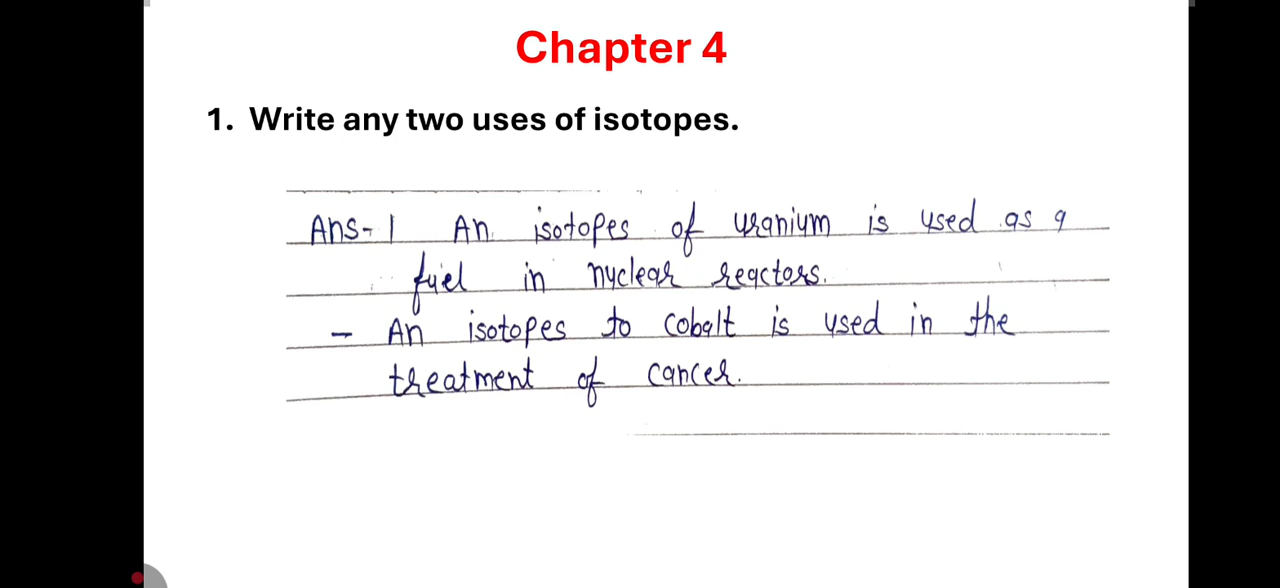 Chapter 4
1. Write any two uses of isotopes.
Ans-1 An isotopes of uranium is used as a
fuel in nuclear reactors.
- An isotopes to cobalt is used in the
treatment of cancer.